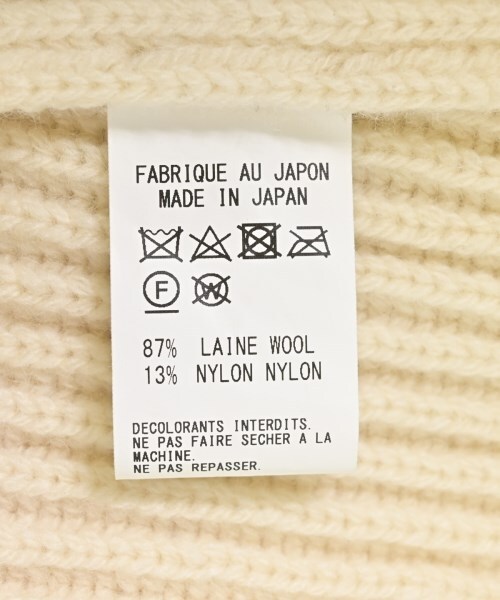 FABRIQUE AU JAPON
MADE IN JAPAN
F W
87% LAINE WOOL
13% NYLON NYLON
DECOLORANTS INTERDITS.
NE PAS FAIRE SECHER A LA
MACHINE.
NE PAS REPASSER.